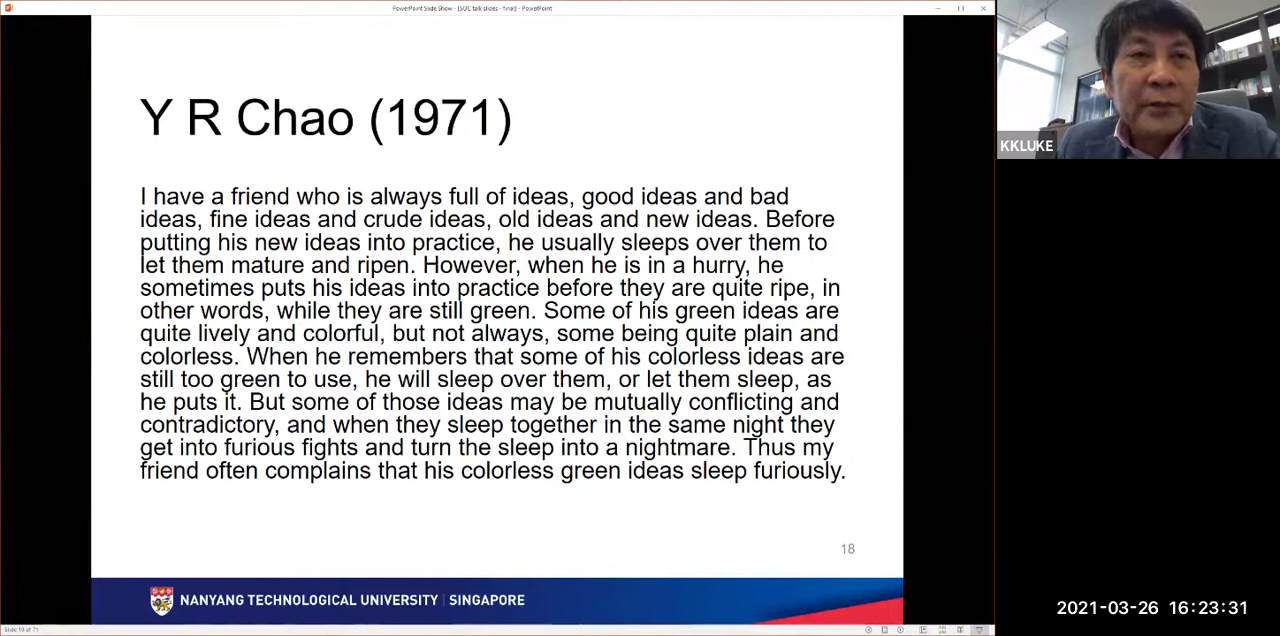 PowerPoint Slide Show - [SOC talk slides - final] - PowerPoint
Y R Chao (1971)
I have a friend who is always full of ideas, good ideas and bad
ideas, fine ideas and crude ideas, old ideas and new ideas. Before
putting his new ideas into practice, he usually sleeps over them to
let them mature and ripen. However, when he is in a hurry, he
sometimes puts his ideas into practice before they are quite ripe, in
other words, while they are still green. Some of his green ideas are
quite lively and colorful, but not always, some being quite plain and
colorless. When he remembers that some of his colorless ideas are
still too green to use, he will sleep over them, or let them sleep, as
he puts it. But some of those ideas may be mutually conflicting and
contradictory, and when they sleep together in the same night they
get into furious fights and turn the sleep into a nightmare. Thus my
friend often complains that his colorless green ideas sleep furiously.
18
NANYANG TECHNOLOGICAL UNIVERSITY | SINGAPORE
Slide 19 of 71
KKLUKE
2021-03-26 16:23:31